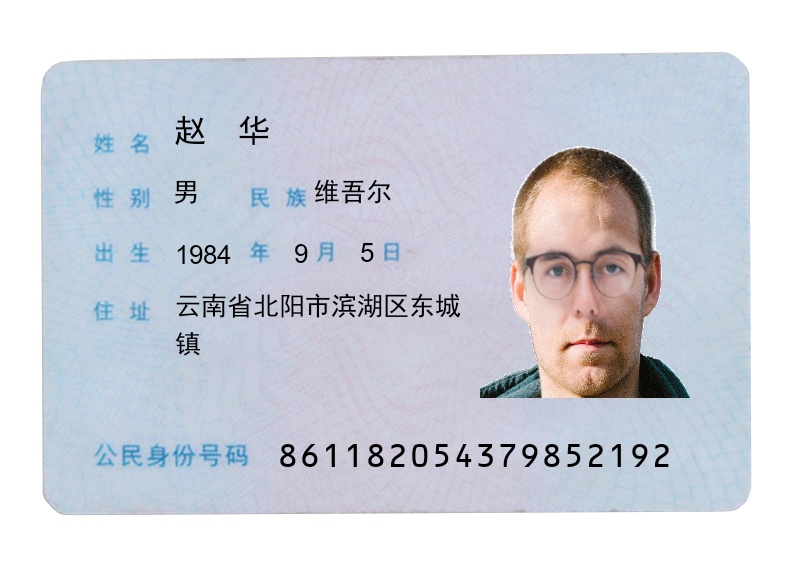 姓名 赵 华
性别 男 民族 维吾尔
出生 1984 年 9 月 5 日
住址 云南省北阳市滨湖区东城
镇
公民身份号码 861182054379852192